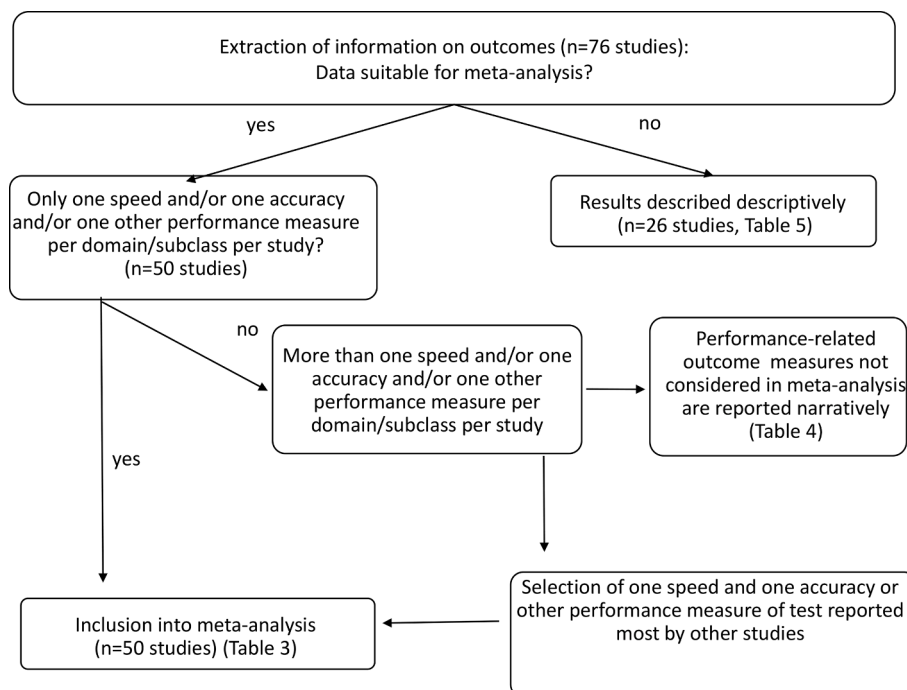 Extraction of information on outcomes (n=76 studies):
Data suitable for meta-analysis?
yes
no
Only one speed and/or one accuracy
and/or one other performance measure
per domain/subclass per study?
(n=50 studies)
Results described descriptively
(n=26 studies, Table 5)
no
More than one speed and/or one
accuracy and/or one other
performance measure per
domain/subclass per study
Performance-related
outcome measures not
considered in meta-analysis
are reported narratively
(Table 4)
yes
Selection of one speed and one accuracy or
other performance measure of test reported
most by other studies
Inclusion into meta-analysis
(n=50 studies) (Table 3)